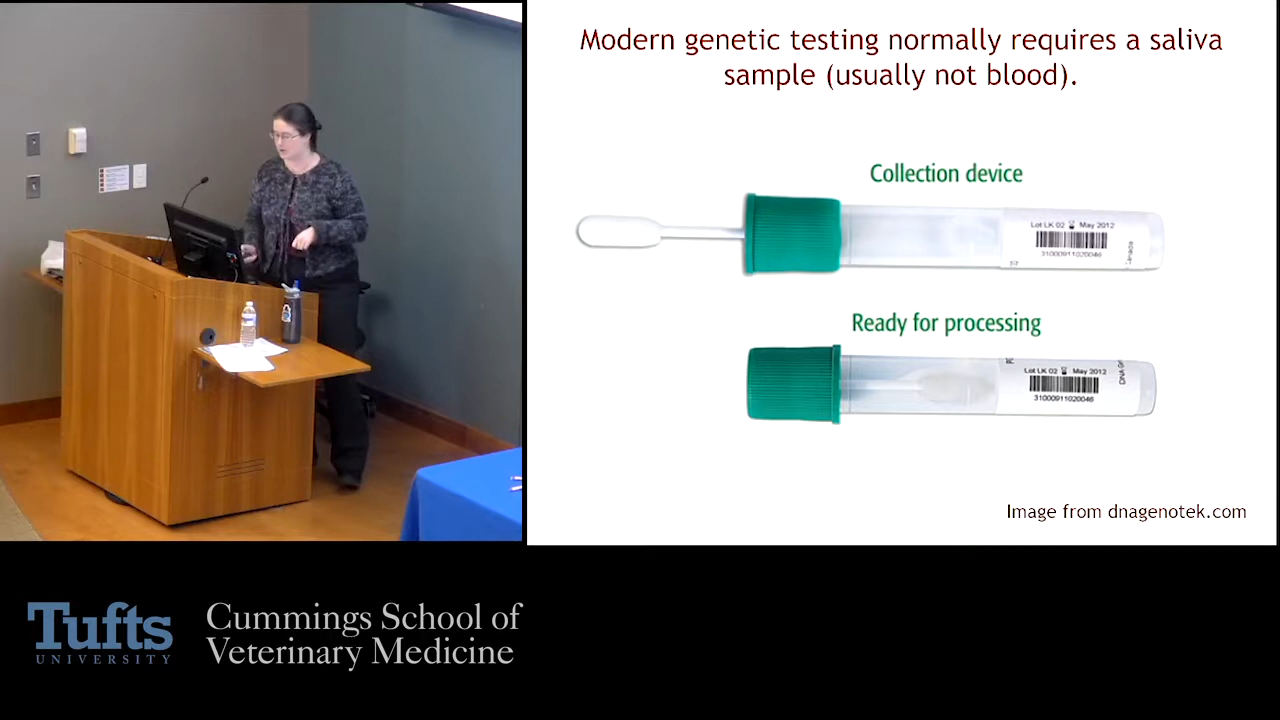 Modern genetic testing normally requires a saliva
sample (usually not blood).
Collection device
Lot LK 02 May 2012
31000911020046
Canada
Ready for processing
Lot LK 02 May 2012
31000911020046
Image from dnagenotek.com
Tufts
UNIVERSITY
Cummings School of
Veterinary Medicine